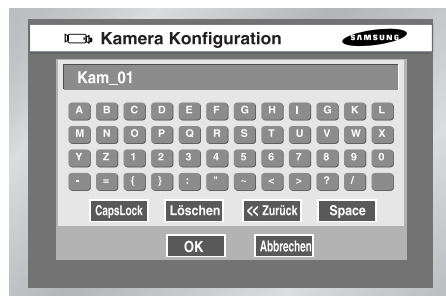 Kamera Konfiguration SAMSUNG
Kam_01
A B C D E F G H I G K L
M N O P Q R S T U V W X
Y Z 1 2 3 4 5 6 7 8 9 0
- = { } : " ~ < > ? /
CapsLock Löschen << Zurück Space
OK Abbrechen